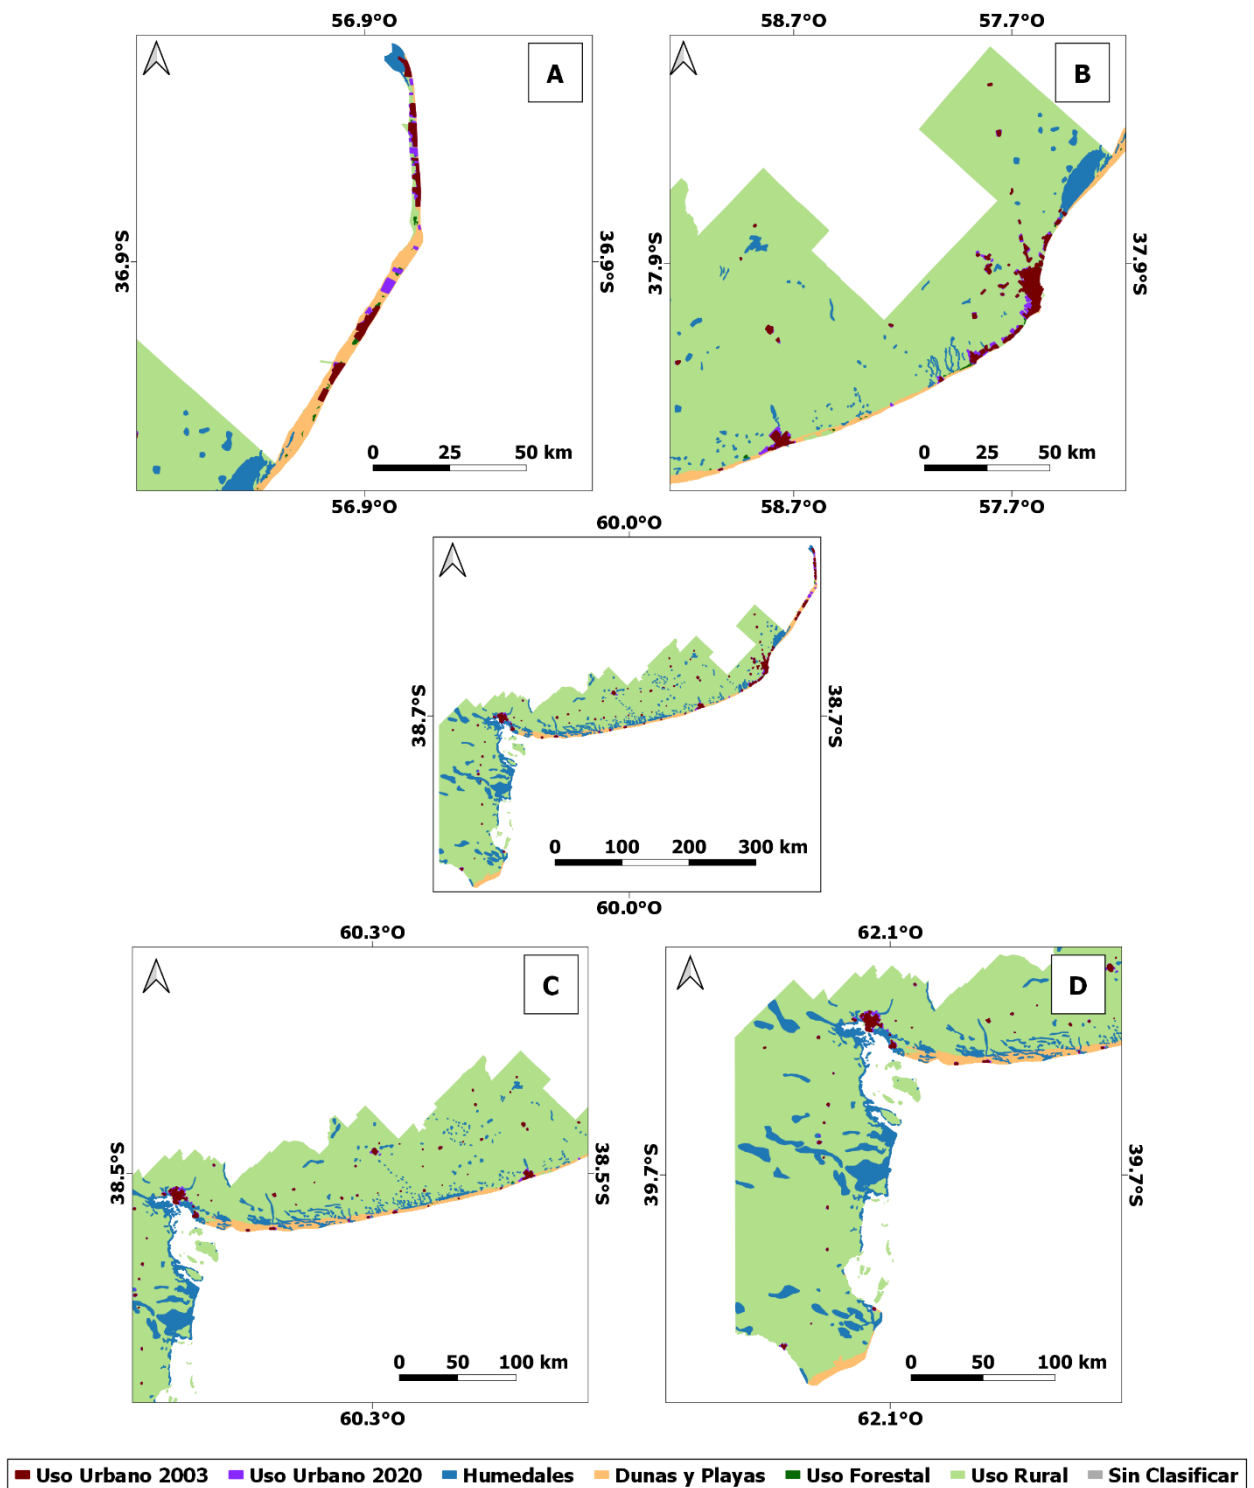 56.9°O
58.7°O 57.7°O
A
B
36.9°S
36.9°S
37.9°S
37.9°S
0 25 50 km
0 25 50 km
56.9°O
58.7°O 57.7°O
60.0°O
38.7°S
38.7°S
0 100 200 300 km
60.0°O
60.3°O
62.1°O
C
D
38.5°S
38.5°S
39.7°S
39.7°S
0 50 100 km
0 50 100 km
60.3°O
62.1°O
Uso Urbano 2003 Uso Urbano 2020 Humedales Dunas y Playas Uso Forestal Uso Rural Sin Clasificar